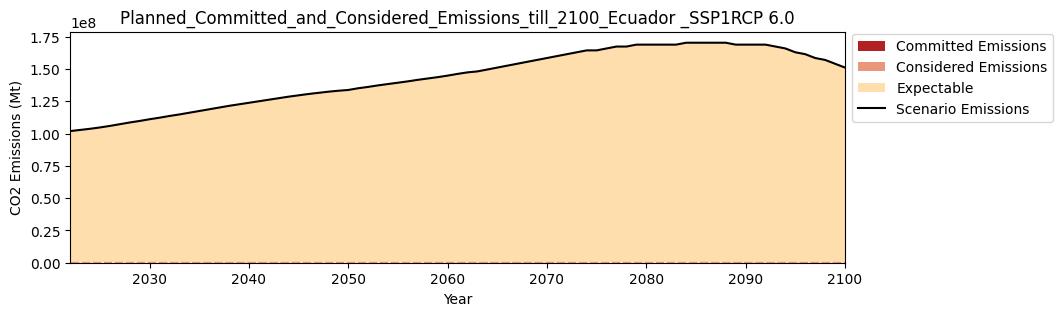 Planned_Committed_and_Considered_Emissions_till_2100_Ecuador _SSP1RCP 6.0
1e8
1.75
1.50
1.25
1.00
0.75
0.50
0.25
0.00
CO2 Emissions (Mt)
2030 2040 2050 2060 2070 2080 2090 2100
Year
Committed Emissions
Considered Emissions
Expectable
Scenario Emissions